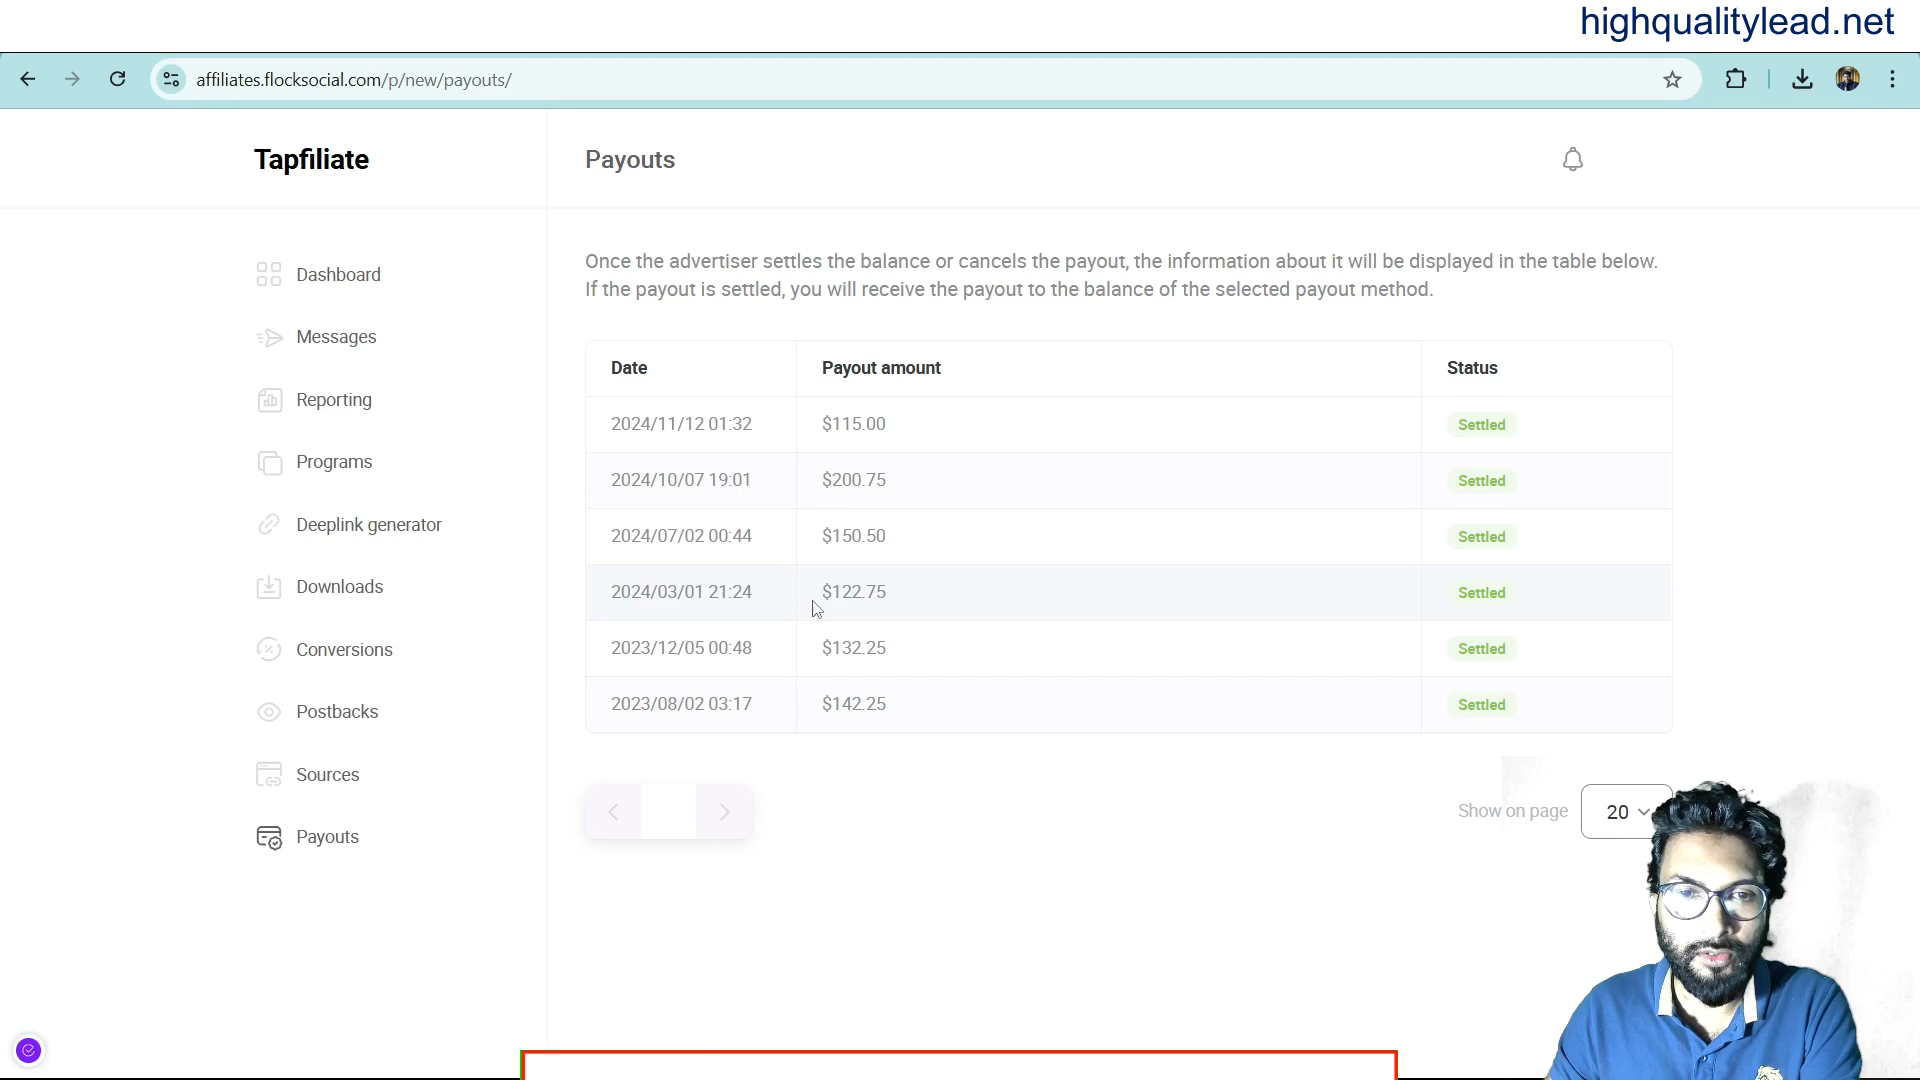 highqualitylead.net
affiliates.flocksocial.com/p/new/payouts/
Tapfiliate
Payouts
Dashboard
Messages
Reporting
Programs
Deeplink generator
Downloads
Conversions
Postbacks
Sources
Payouts
Once the advertiser settles the balance or cancels the payout, the information about it will be displayed in the table below.
If the payout is settled, you will receive the payout to the balance of the selected payout method.
Date Payout amount Status
2024/11/12 01:32 $115.00 Settled
2024/10/07 19:01 $200.75 Settled
2024/07/02 00:44 $150.50 Settled
2024/03/01 21:24 $122.75 Settled
2023/12/05 00:48 $132.25 Settled
2023/08/02 03:17 $142.25 Settled
Show on page 20